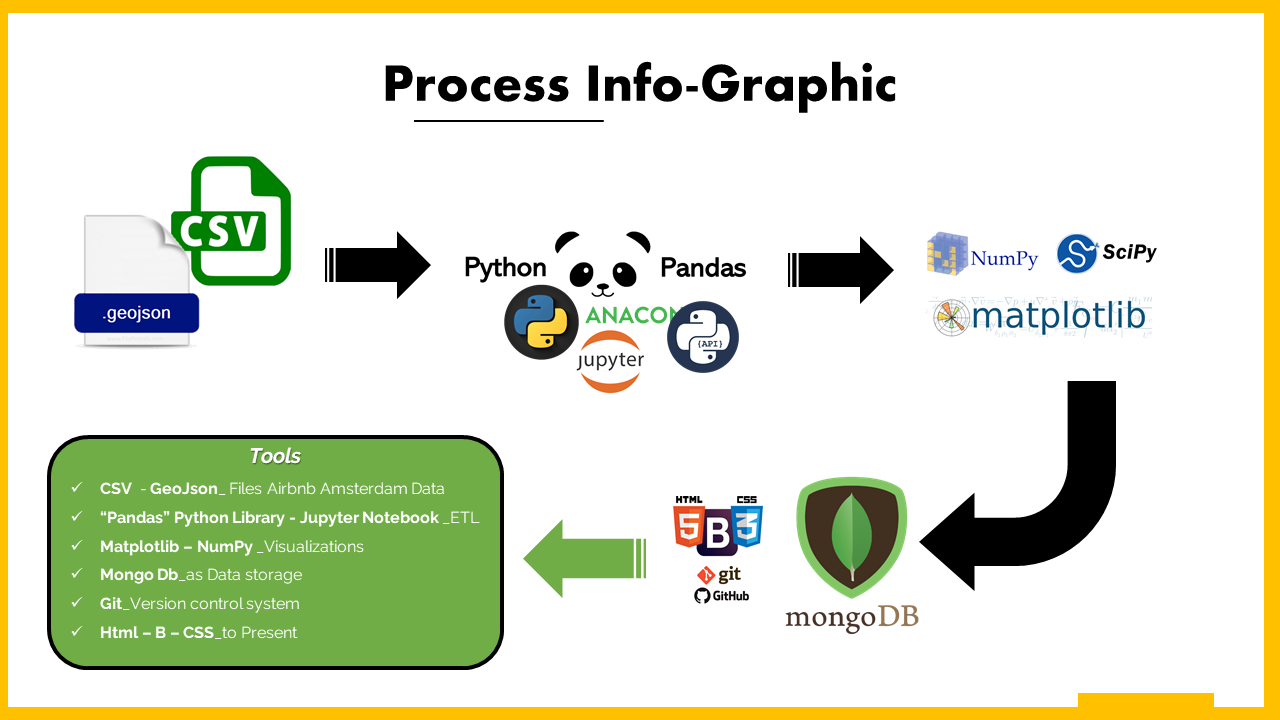 Process Info-Graphic
CSV
.geojson
Python
Pandas
ANACON
jupyter
{API}
NumPy
SciPy
matplotlib
HTML CSS
5 B 3
git
GitHub
mongoDB
Tools
✓ CSV - GeoJson_ Files Airbnb Amsterdam Data
✓ “Pandas” Python Library - Jupyter Notebook _ETL
✓ Matplotlib – NumPy _Visualizations
✓ Mongo Db_as Data storage
✓ Git_Version control system
✓ Html – B – CSS_to Present